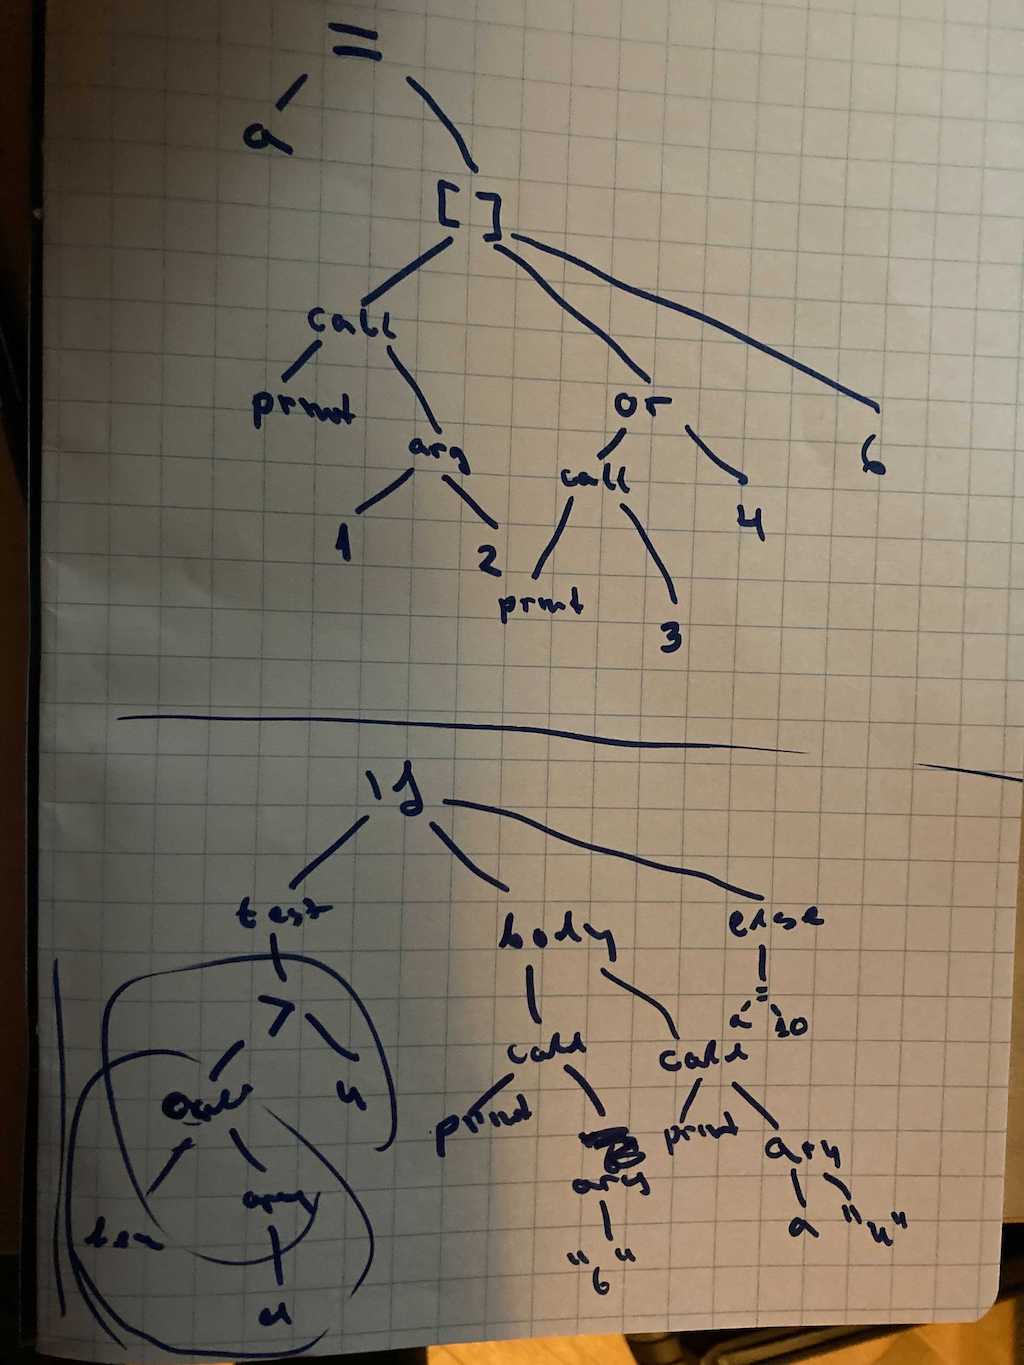 =
a
[ ]
call
print
or
arg
6
call
4
1
2
print
3
if
test
body
else
>
=
a 10
call
call
call
4
print
print
arg
arg
arg
len
a
"4"
"6"
a